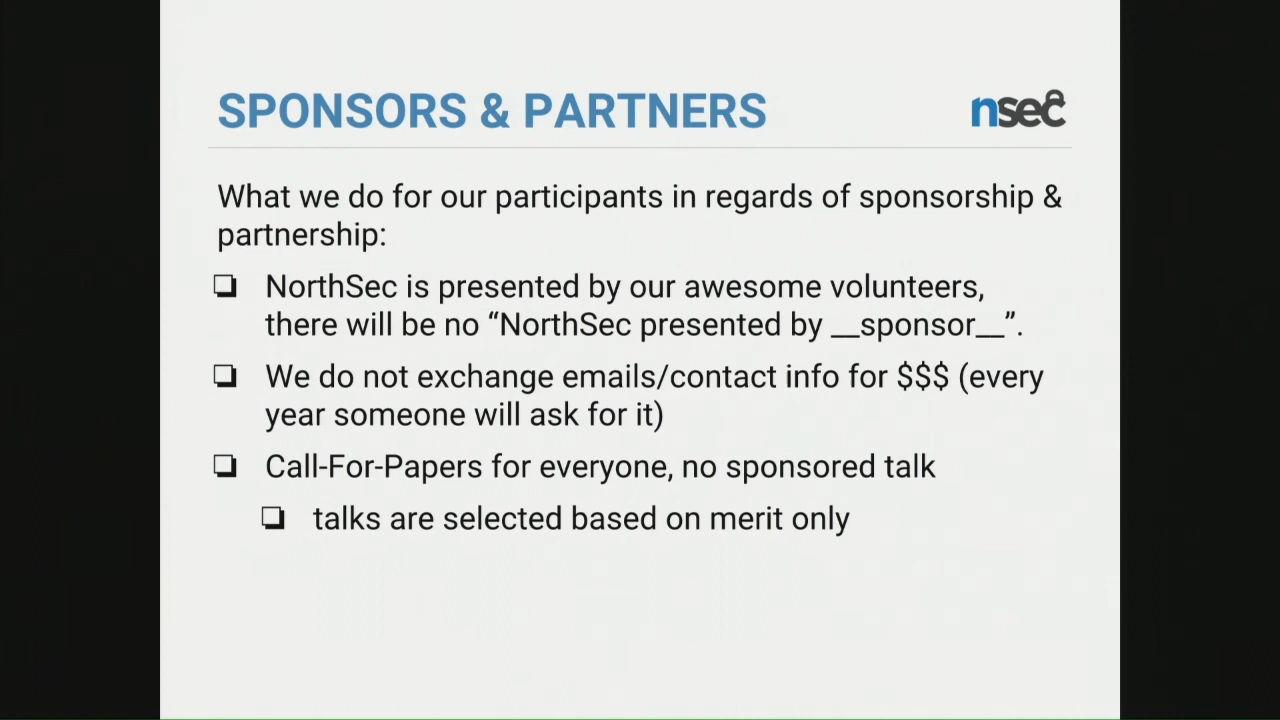 SPONSORS & PARTNERS
nsec
What we do for our participants in regards of sponsorship &
partnership:
❏ NorthSec is presented by our awesome volunteers,
there will be no “NorthSec presented by __sponsor__”.
❏ We do not exchange emails/contact info for $$$ (every
year someone will ask for it)
❏ Call-For-Papers for everyone, no sponsored talk
❏ talks are selected based on merit only